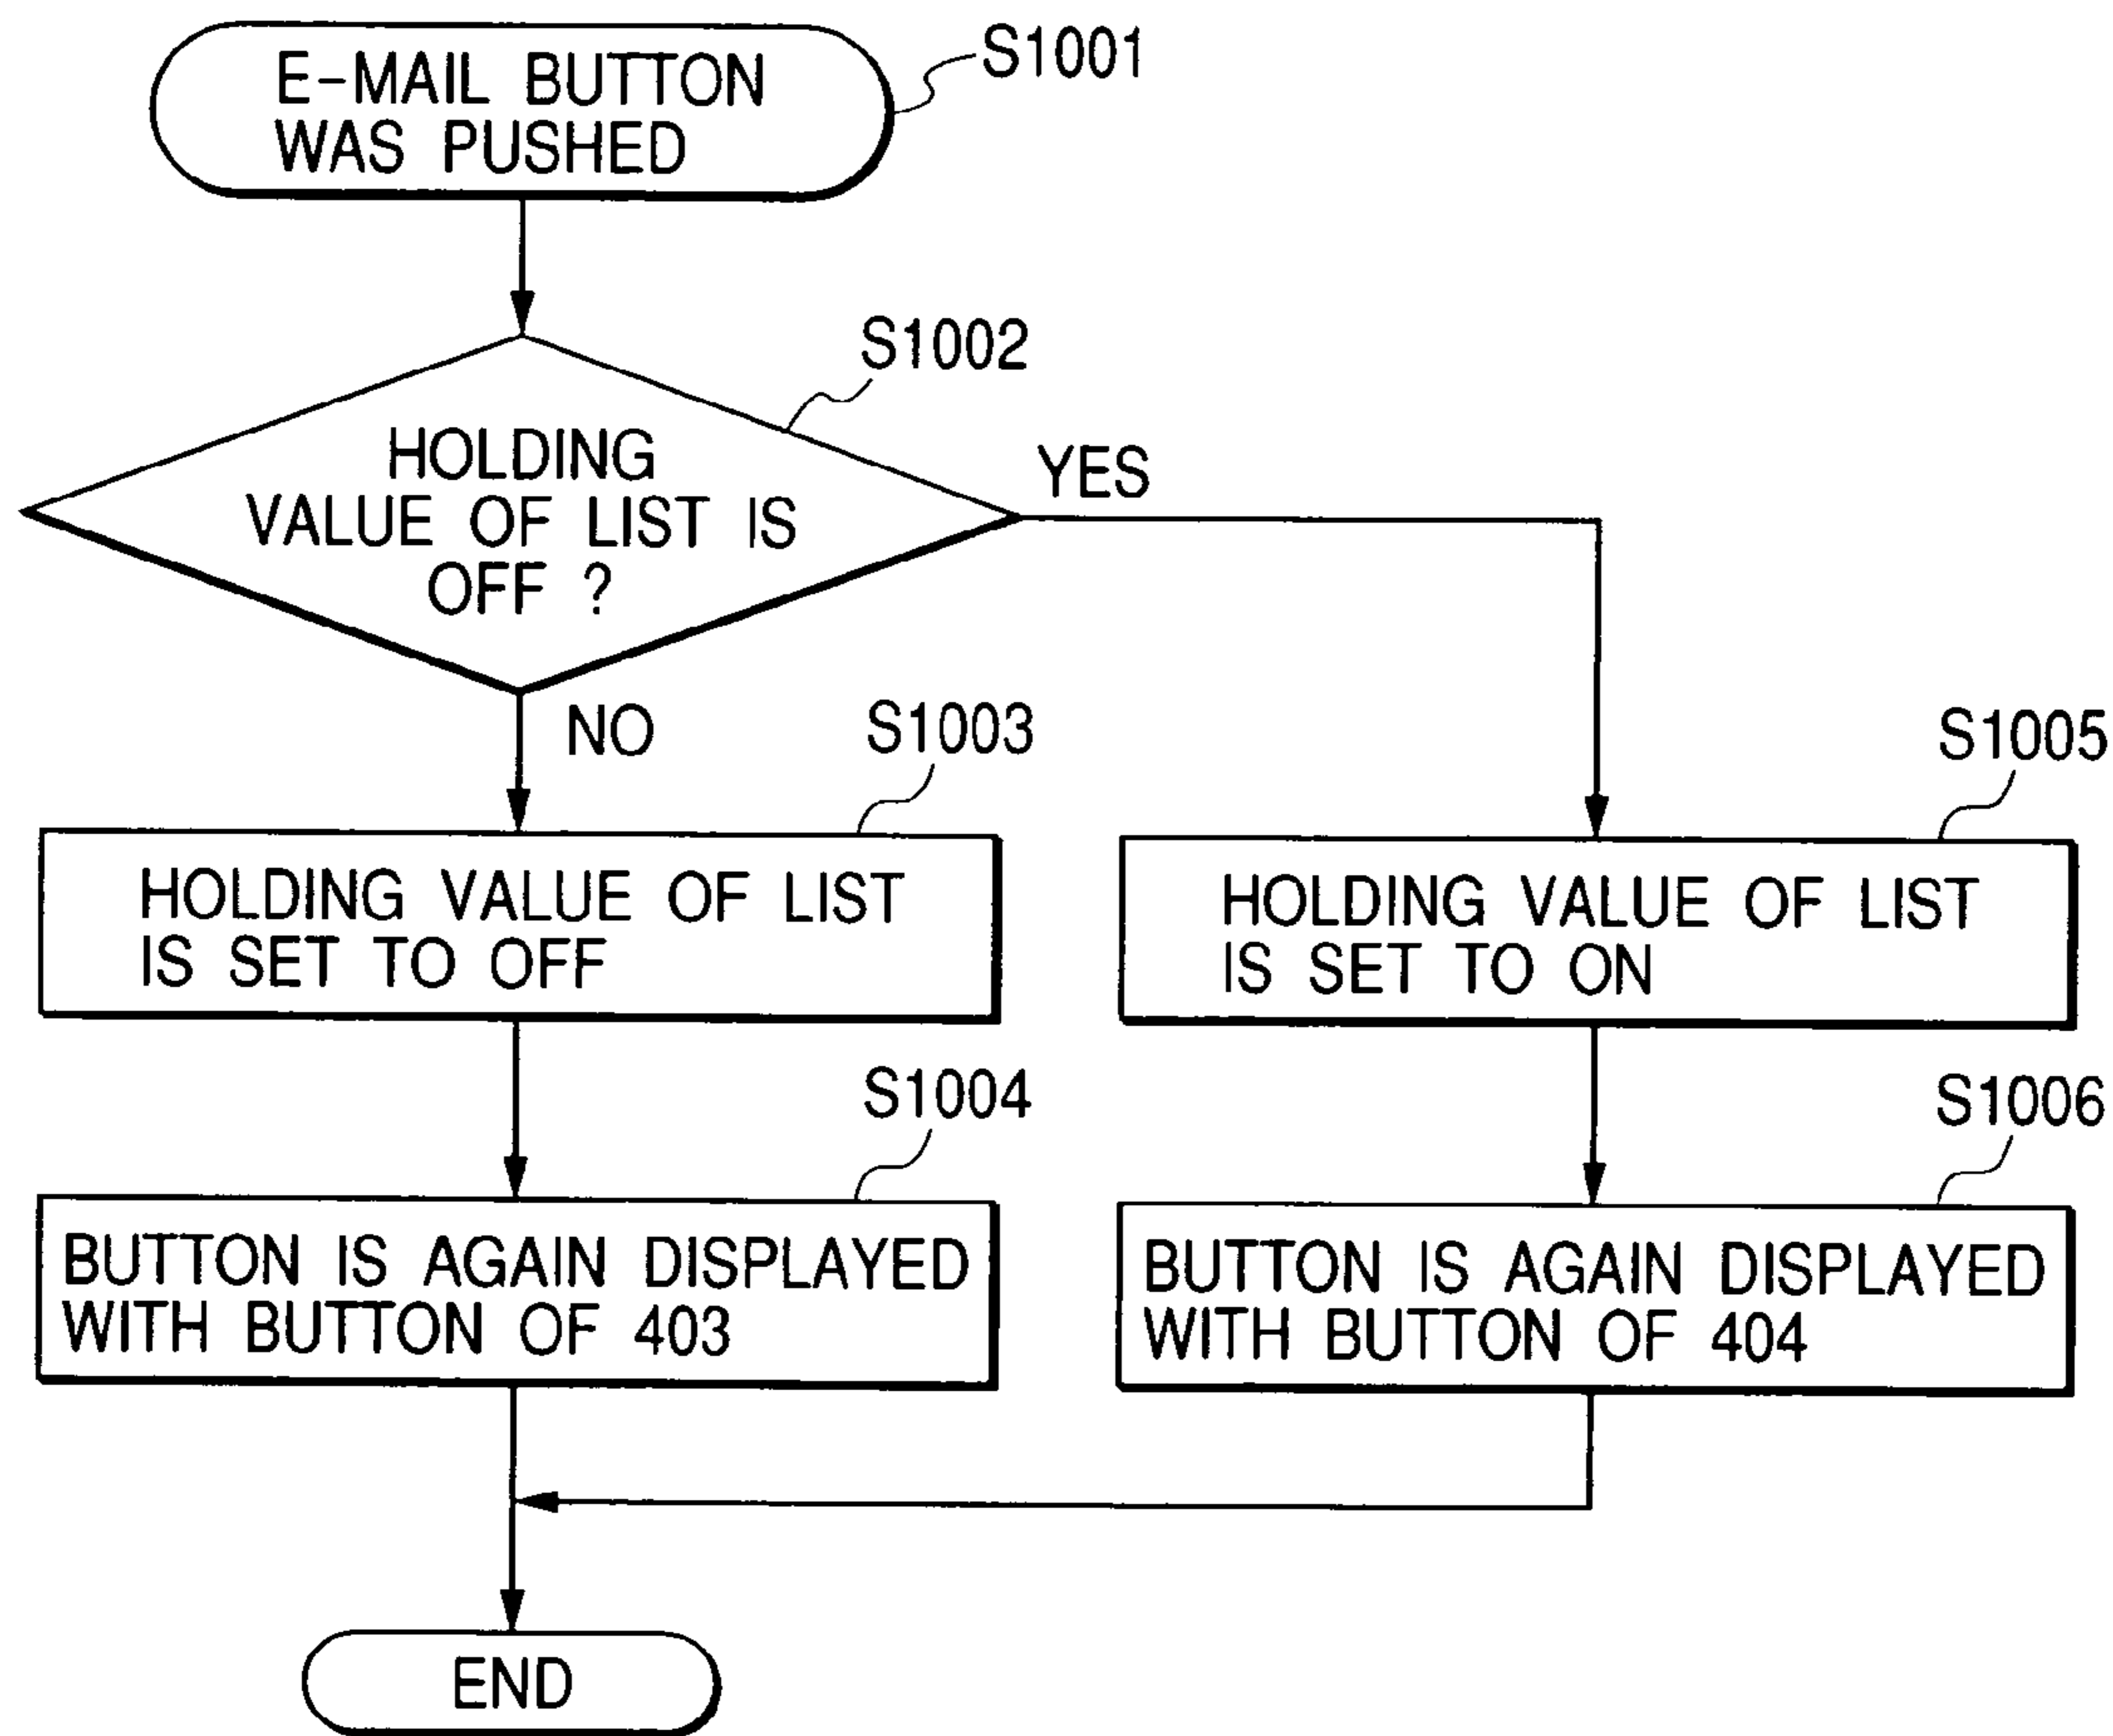 E-MAIL BUTTON
WAS PUSHED
S1001
S1002
HOLDING
VALUE OF LIST IS
OFF ?
YES
NO
S1003
HOLDING VALUE OF LIST
IS SET TO OFF
S1005
HOLDING VALUE OF LIST
IS SET TO ON
S1004
BUTTON IS AGAIN DISPLAYED
WITH BUTTON OF 403
S1006
BUTTON IS AGAIN DISPLAYED
WITH BUTTON OF 404
END